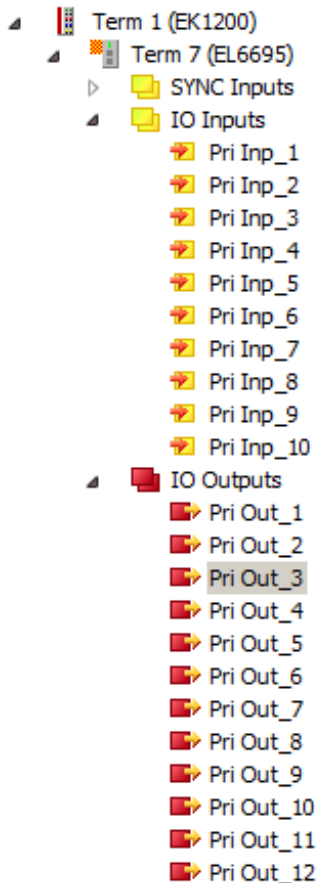 Term 1 (EK1200)
Term 7 (EL6695)
SYNC Inputs
IO Inputs
Pri Inp_1
Pri Inp_2
Pri Inp_3
Pri Inp_4
Pri Inp_5
Pri Inp_6
Pri Inp_7
Pri Inp_8
Pri Inp_9
Pri Inp_10
IO Outputs
Pri Out_1
Pri Out_2
Pri Out_3
Pri Out_4
Pri Out_5
Pri Out_6
Pri Out_7
Pri Out_8
Pri Out_9
Pri Out_10
Pri Out_11
Pri Out_12